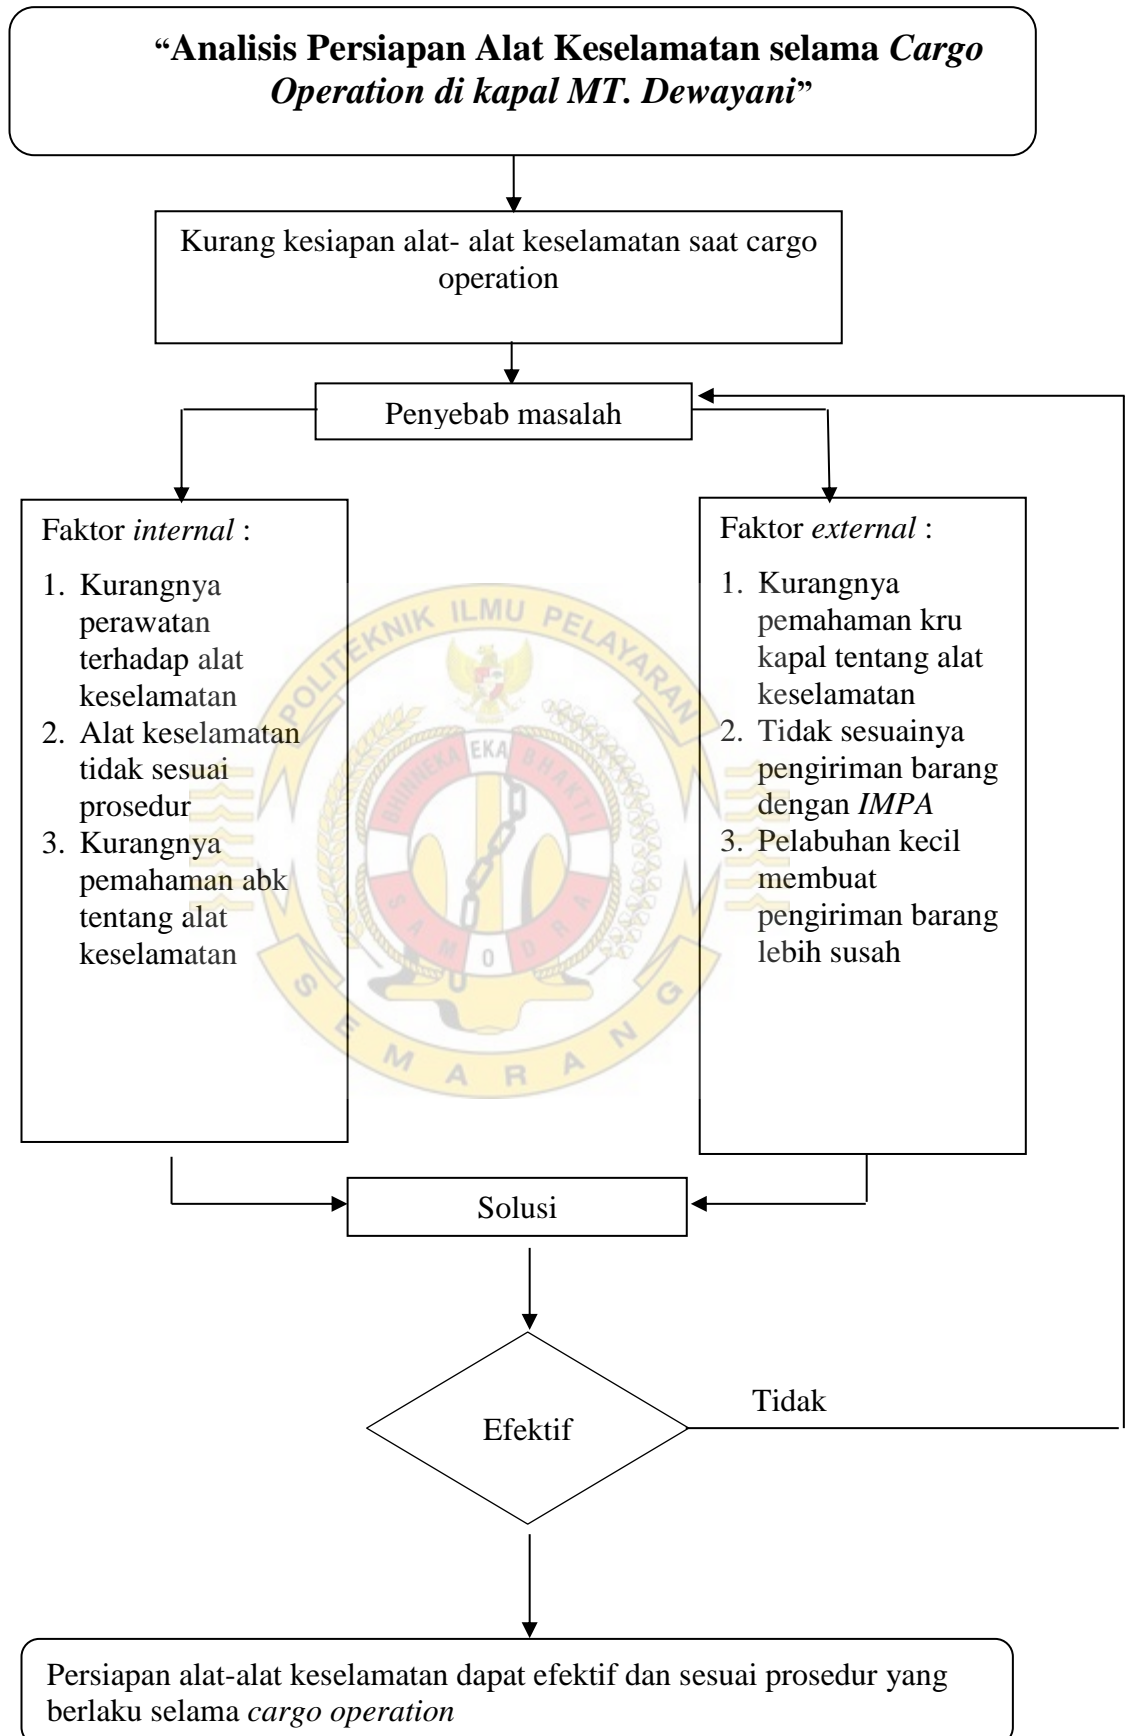 “Analisis Persiapan Alat Keselamatan selama Cargo
Operation di kapal MT. Dewayani”
Kurang kesiapan alat- alat keselamatan saat cargo
operation
Penyebab masalah
Faktor internal :
1. Kurangnya
perawatan
terhadap alat
keselamatan
2. Alat keselamatan
tidak sesuai
prosedur
3. Kurangnya
pemahaman abk
tentang alat
keselamatan
Faktor external :
1. Kurangnya
pemahaman kru
kapal tentang alat
keselamatan
2. Tidak sesuainya
pengiriman barang
dengan IMPA
3. Pelabuhan kecil
membuat
pengiriman barang
lebih susah
POLITEKNIK ILMU PELAYARAN
BHINNEKA EKA BHAKTI
SAMODRA
SEMARANG
Solusi
Efektif
Tidak
Persiapan alat-alat keselamatan dapat efektif dan sesuai prosedur yang
berlaku selama cargo operation